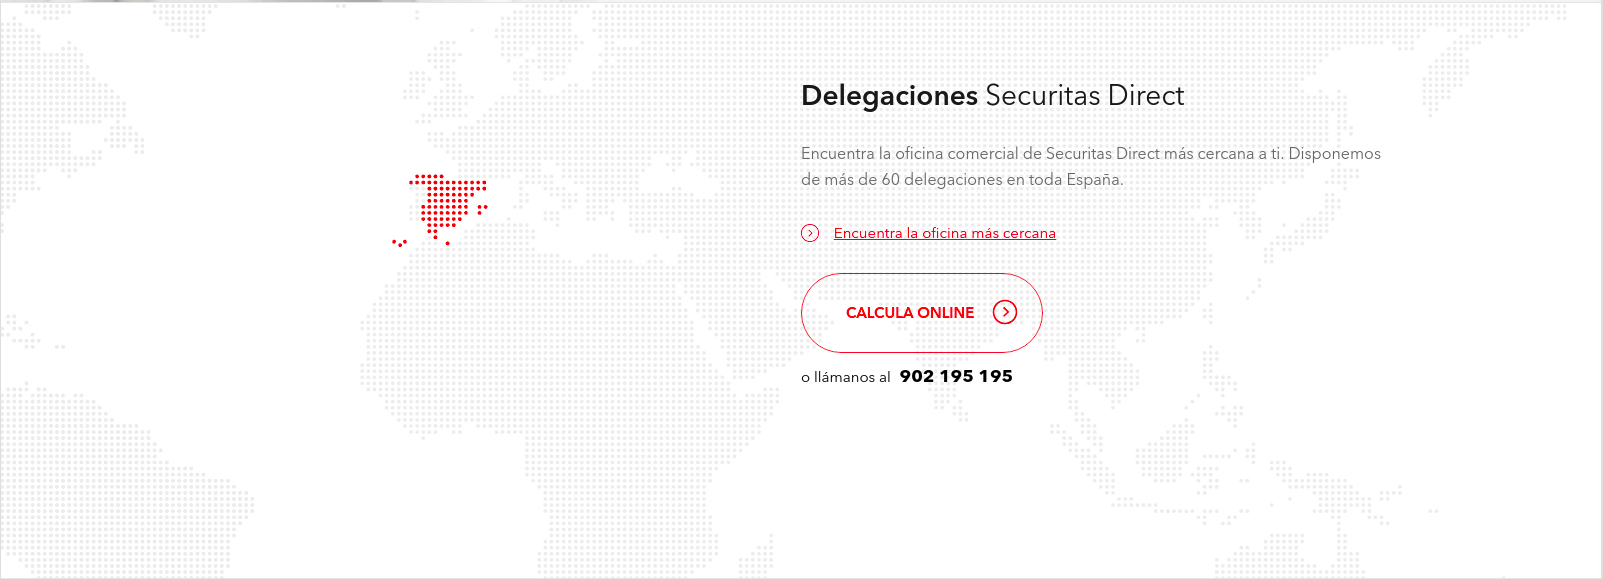 Delegaciones Securitas Direct
Encuentra la oficina comercial de Securitas Direct más cercana a ti. Disponemos
de más de 60 delegaciones en toda España.
Encuentra la oficina más cercana
CALCULA ONLINE
o llámanos al 902 195 195